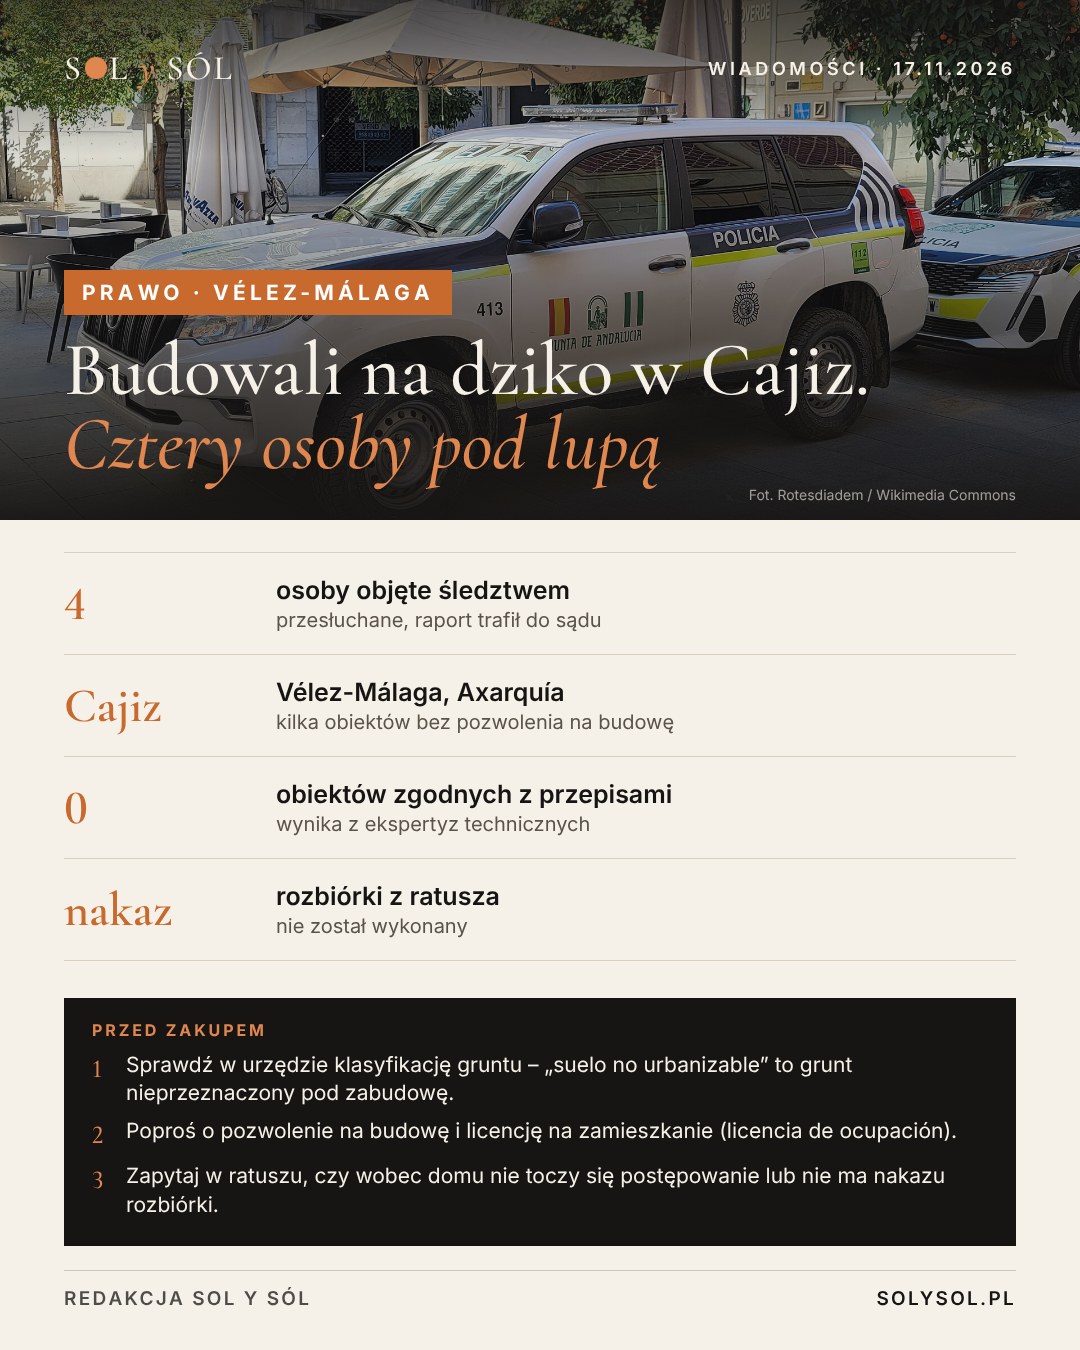 SOL y SÓL
WIADOMOŚCI · 17.11.2026
LAVAZZA
POLICIA
112
LICIA
413
JUNTA DE ANDALUCIA
PRAWO · VÉLEZ-MÁLAGA
Budowali na dziko w Cajiz.
Cztery osoby pod lupą
Fot. Rotesdiadem / Wikimedia Commons
4
osoby objęte śledztwem
przesłuchane, raport trafił do sądu
Cajiz
Vélez-Málaga, Axarquía
kilka obiektów bez pozwolenia na budowę
0
obiektów zgodnych z przepisami
wynika z ekspertyz technicznych
nakaz
rozbiórki z ratusza
nie został wykonany
PRZED ZAKUPEM
1 Sprawdź w urzędzie klasyfikację gruntu – „suelo no urbanizable” to grunt
nieprzeznaczony pod zabudowę.
2 Poproś o pozwolenie na budowę i licencję na zamieszkanie (licencia de ocupación).
3 Zapytaj w ratuszu, czy wobec domu nie toczy się postępowanie lub nie ma nakazu
rozbiórki.
REDAKCJA SOL Y SÓL
SOLYSOL.PL